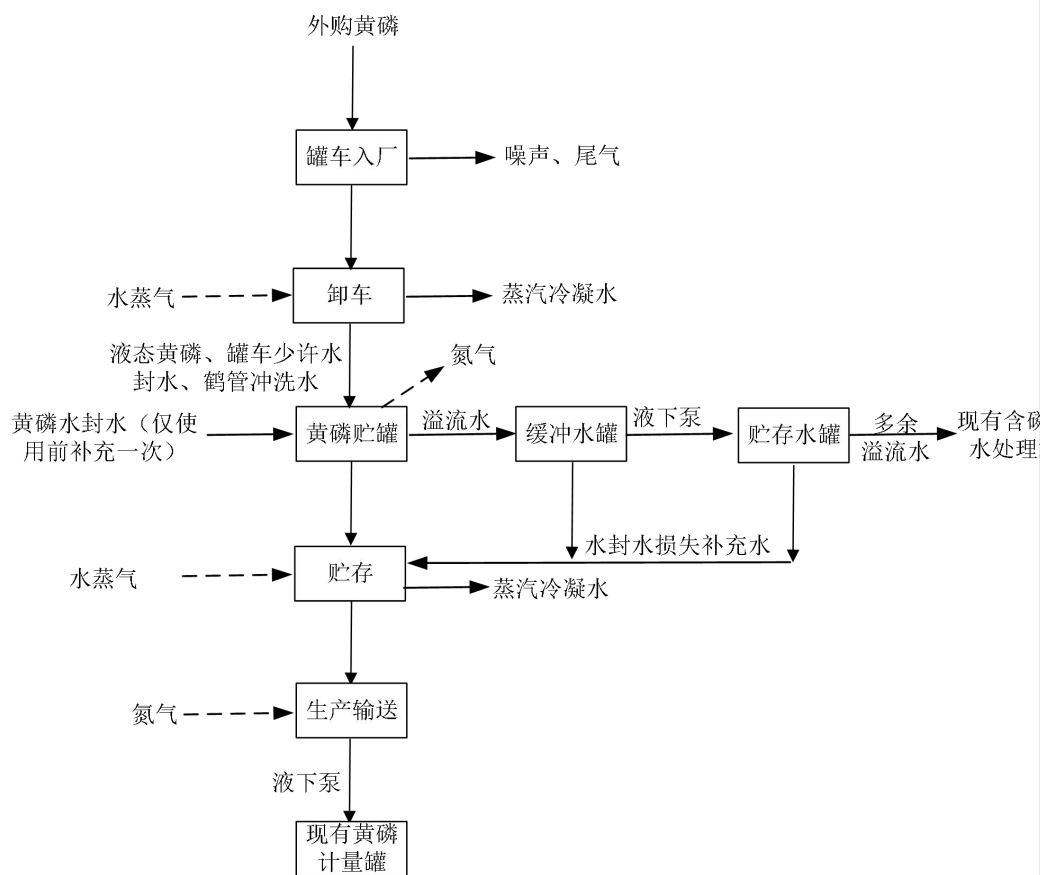 外购黄磷
罐车入厂
噪声、尾气
水蒸气
卸车
蒸汽冷凝水
液态黄磷、罐车少许水
封水、鹤管冲洗水
氮气
黄磷水封水（仅使
用前补充一次）
黄磷贮罐
溢流水
缓冲水罐
液下泵
贮存水罐
多余
溢流水
现有含磷
水处理
水封水损失补充水
水蒸气
贮存
蒸汽冷凝水
氮气
生产输送
液下泵
现有黄磷
计量罐